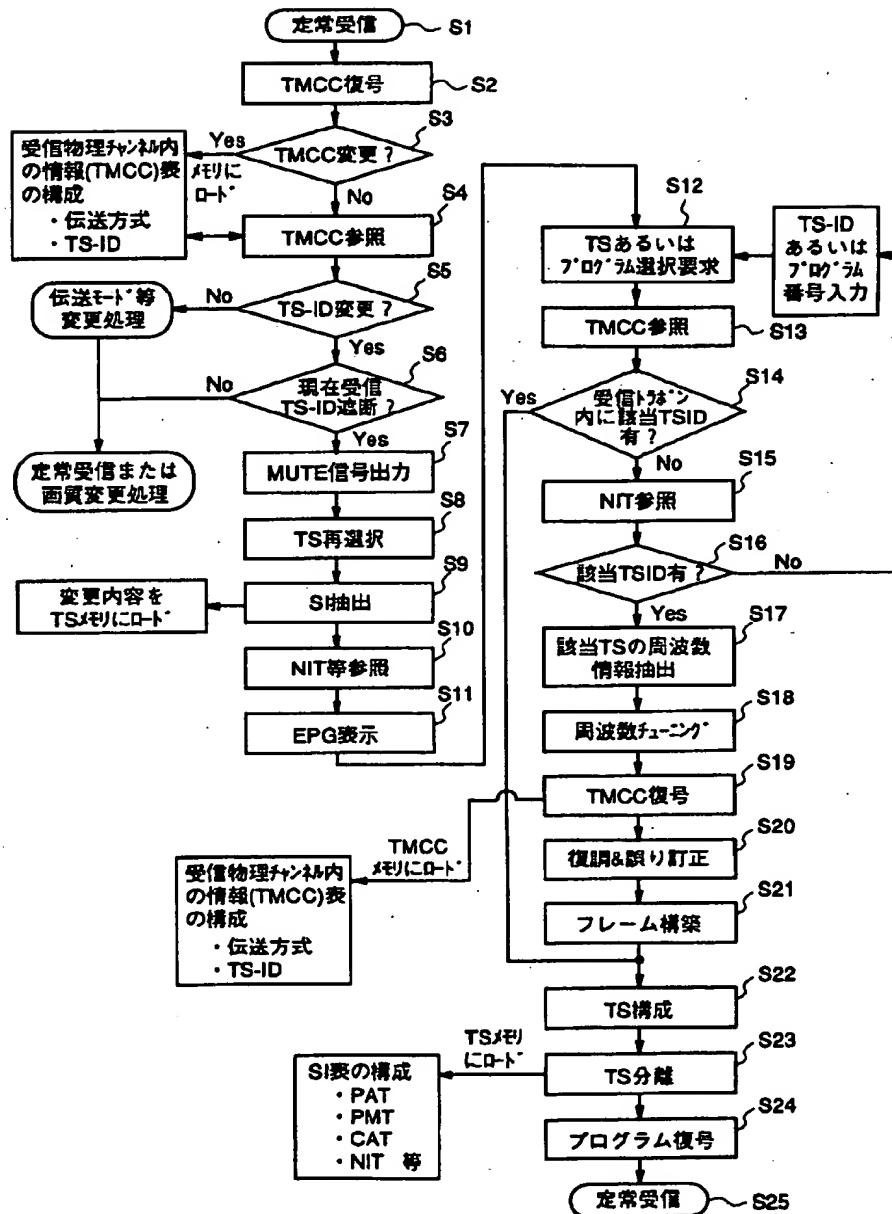 定常受信
S1
TMCC復号
S2
S3
TMCC変更？
Yes
メモリに
ロード
No
受信物理チャンネル内
の情報(TMCC)表
の構成
・伝送方式
・TS-ID
S4
TMCC参照
S5
TS-ID変更？
No
Yes
伝送モード等
変更処理
S6
現在受信
TS-ID遮断？
No
Yes
定常受信または
画質変更処理
S7
MUTE信号出力
S8
TS再選択
S9
SI抽出
変更内容を
TSメモリにロード
S10
NIT等参照
S11
EPG表示
S12
TSあるいは
プログラム選択要求
TS-ID
あるいは
プログラム
番号入力
TMCC参照
S13
S14
受信トラポン
内に該当TSID
有？
Yes
No
S15
NIT参照
S16
該当TSID有？
No
Yes
S17
該当TSの周波数
情報抽出
S18
周波数チューニング
S19
TMCC復号
TMCC
メモリにロード
受信物理チャンネル内
の情報(TMCC)表
の構成
・伝送方式
・TS-ID
S20
復調&誤り訂正
S21
フレーム構築
S22
TS構成
S23
TS分離
TSメモリ
にロード
SI表の構成
・PAT
・PMT
・CAT
・NIT 等
S24
プログラム復号
定常受信
S25